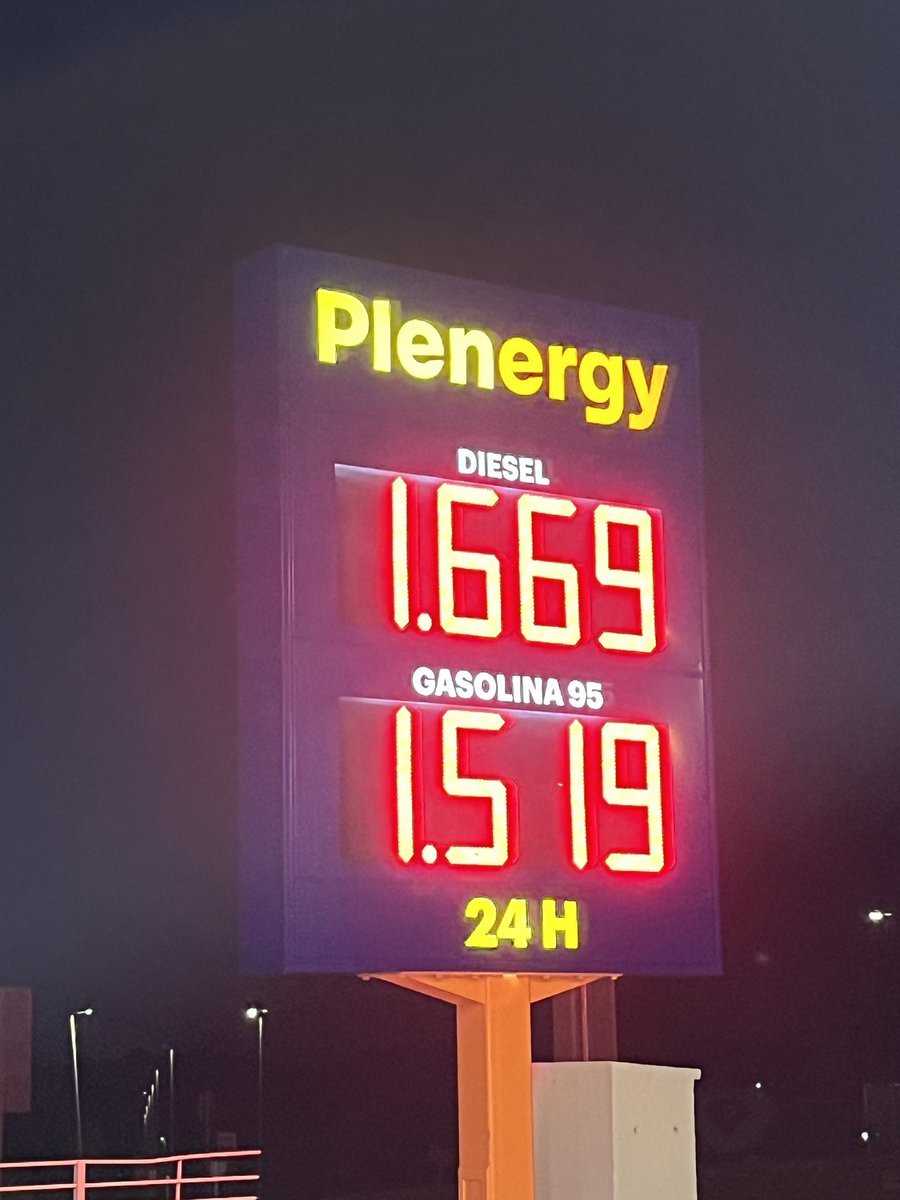 Plenergy
DIESEL
1.669
GASOLINA 95
1.519
24 H